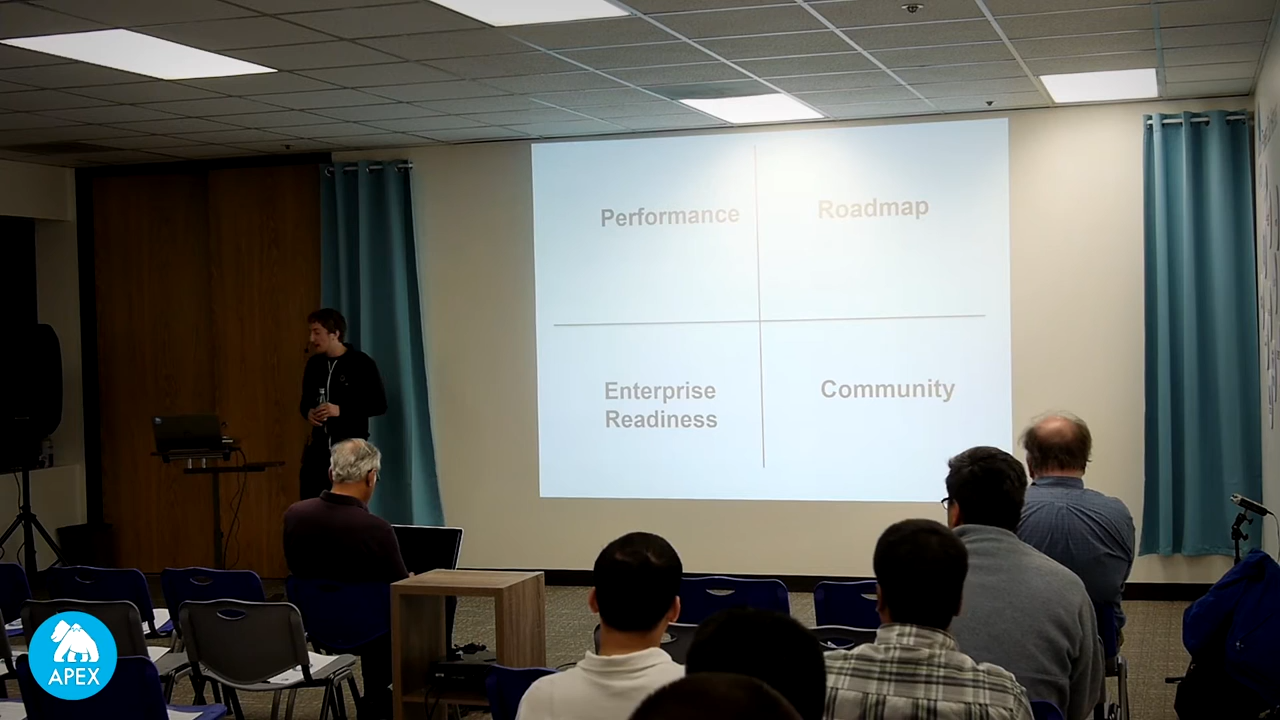 Performance
Roadmap
Enterprise
Readiness
Community
APEX